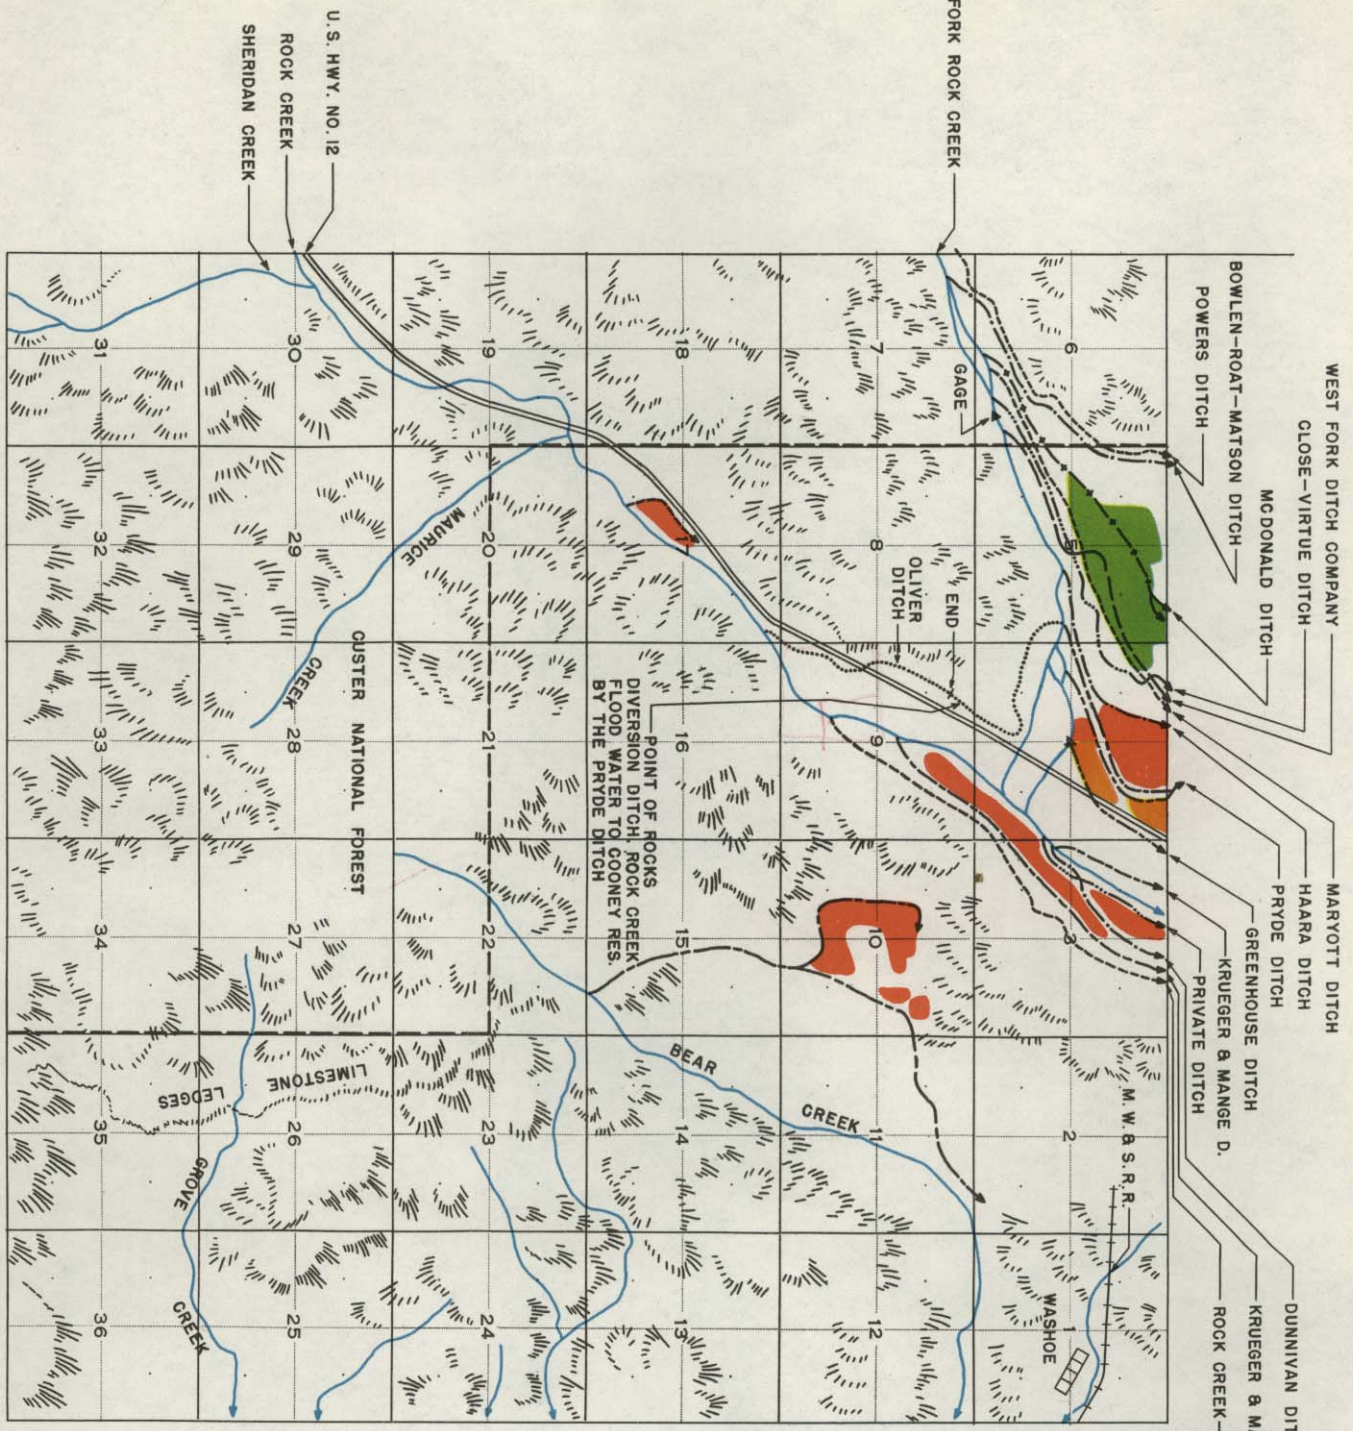 WEST FORK DITCH COMPANY
CLOSE-VIRTUE DITCH
MCDONALD DITCH
BOWLEN-ROAT-MATSON DITCH
POWERS DITCH
MARYOTT DITCH
HAARA DITCH
PRYDE DITCH
GREENHOUSE DITCH
KRUEGER & MANGE D.
PRIVATE DITCH
DUNNIVAN
KRUEGER &
ROCK CREEK
FORK ROCK CREEK
U.S. HWY. NO. 12
ROCK CREEK
SHERIDAN CREEK
6
5
3
2
1
M. W. & S. R. R.
WASHOE
7
8
9
10
11
12
GAGE
OLIVER
DITCH
END
18
17
16
15
14
13
POINT OF ROCKS
DIVERSION DITCH, ROCK CREEK
FLOOD WATER TO COONEY RES.
BY THE PRYDE DITCH
BEAR
CREEK
19
20
21
22
23
24
MAURICE
CREEK
CUSTER NATIONAL FOREST
30
29
28
27
26
25
LIMESTONE
LEDGES
GROVE
CREEK
31
32
33
34
35
36